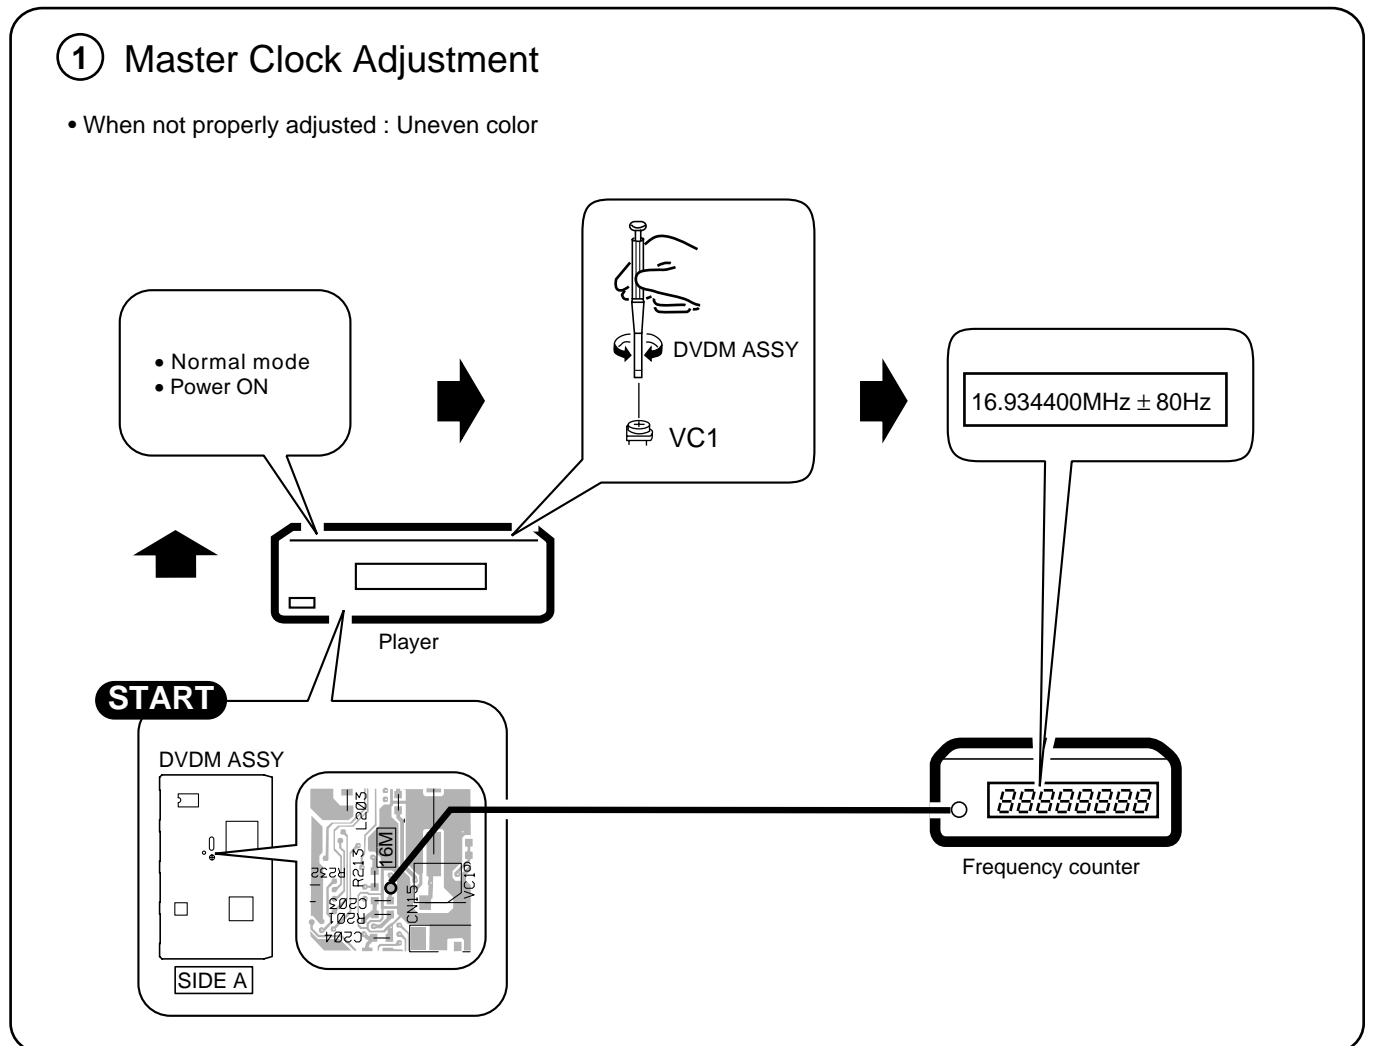 1 Master Clock Adjustment
• When not properly adjusted : Uneven color
• Normal mode
• Power ON
DVDM ASSY
VC1
16.934400MHz ± 80Hz
Player
START
DVDM ASSY
SIDE A
L203
16M
R213
R232
C203
R201
C204
CN15
VC1
88888888
Frequency counter